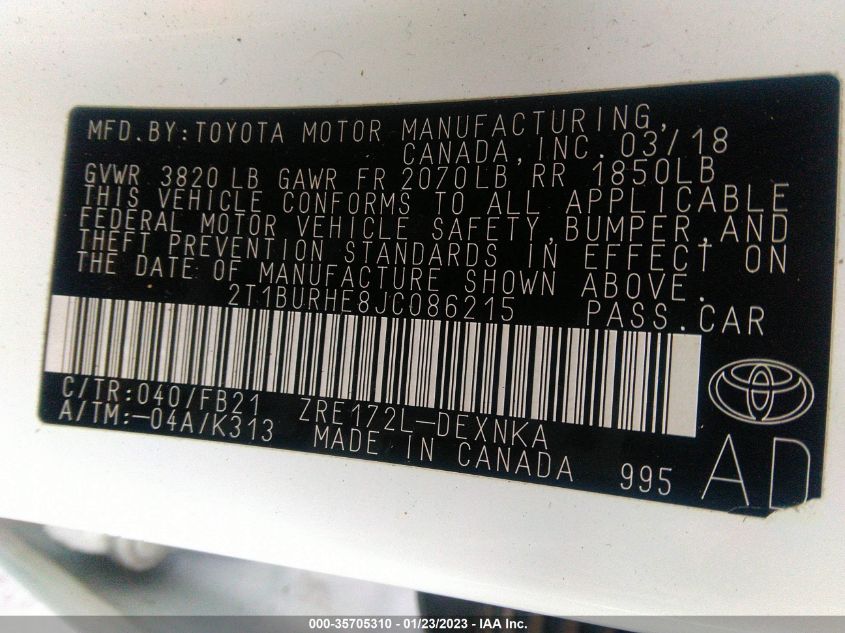 MFD.BY:TOYOTA MOTOR MANUFACTURING,
CANADA,INC. 03/18
GVWR 3820 LB GAWR FR 2070LB RR 1850LB
THIS VEHICLE CONFORMS TO ALL APPLICABLE
FEDERAL MOTOR VEHICLE SAFETY,BUMPER,AND
THEFT PREVENTION STANDARDS IN EFFECT ON
THE DATE OF MANUFACTURE SHOWN ABOVE.
2T1BURHE8JC086215 PASS.CAR
C/TR:040/FB21 ZRE172L-DEXNKA
A/TM:-04A/K313 MADE IN CANADA 995 AD
000-35705310 — 01/23/2023 - IAA Inc.